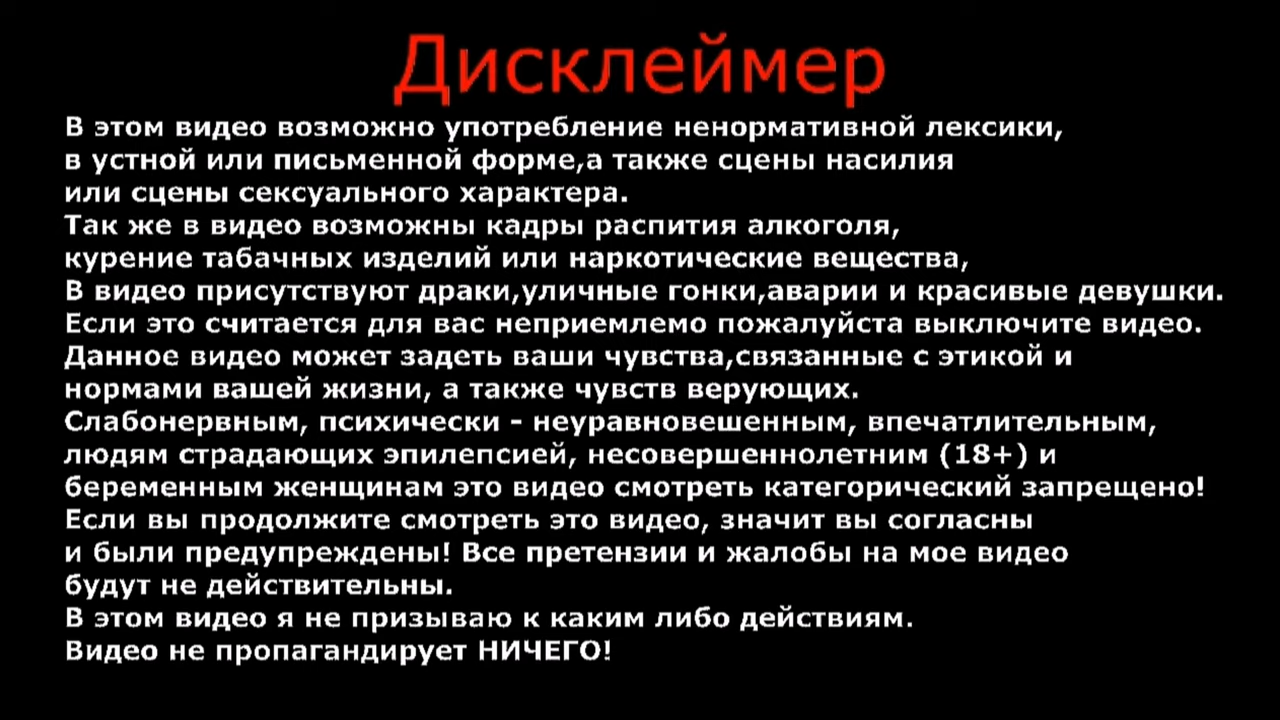 Дисклеймер
В этом видео возможно употребление ненормативной лексики,
в устной или письменной форме,а также сцены насилия
или сцены сексуального характера.
Так же в видео возможны кадры распития алкоголя,
курение табачных изделий или наркотические вещества,
В видео присутствуют драки,уличные гонки,аварии и красивые девушки.
Если это считается для вас неприемлемо пожалуйста выключите видео.
Данное видео может задеть ваши чувства,связанные с этикой и
нормами вашей жизни, а также чувств верующих.
Слабонервным, психически - неуравновешенным, впечатлительным,
людям страдающих эпилепсией, несовершеннолетним (18+) и
беременным женщинам это видео смотреть категорический запрещено!
Если вы продолжите смотреть это видео, значит вы согласны
и были предупреждены! Все претензии и жалобы на мое видео
будут не действительны.
В этом видео я не призываю к каким либо действиям.
Видео не пропагандирует НИЧЕГО!